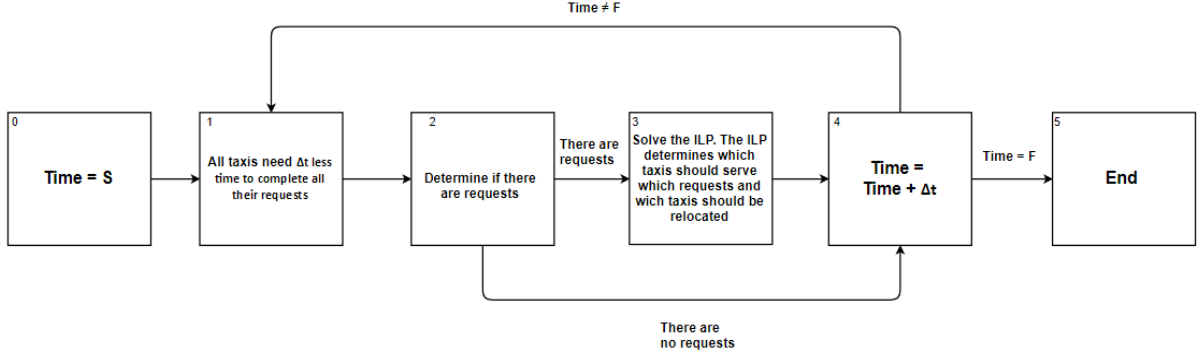 Time ≠ F
0
Time = S
1
All taxis need Δt less
time to complete all
their requests
2
Determine if there
are requests
There are
requests
3
Solve the ILP. The ILP
determines which
taxis should serve
which requests and
wich taxis should be
relocated
4
Time =
Time + Δt
Time = F
5
End
There are
no requests